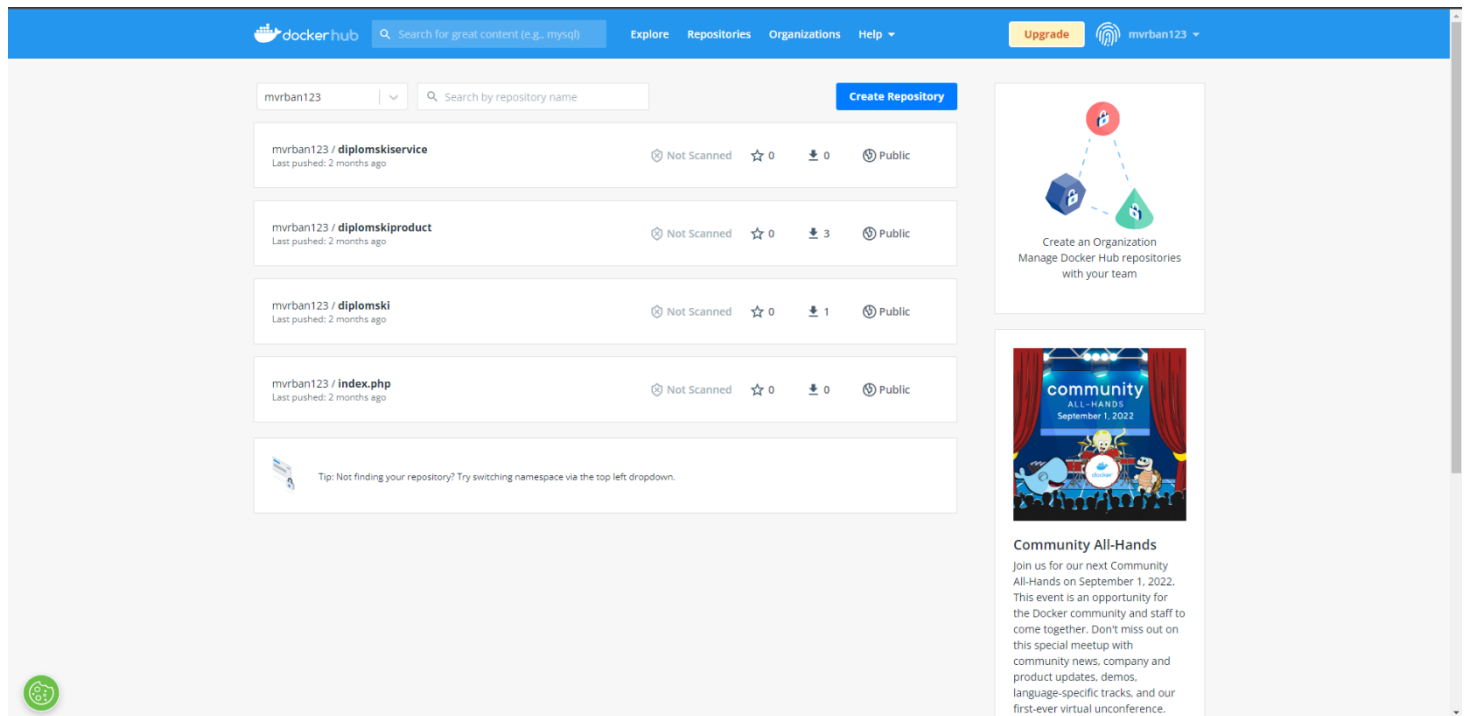 dockerhub
Search for great content (e.g., mysql)
Explore Repositories Organizations Help
Upgrade
mvrban123
mvrban123
Search by repository name
Create Repository
mvrban123 / diplomskiservice
Last pushed: 2 months ago
Not Scanned 0 0 Public
mvrban123 / diplomskiproduct
Last pushed: 2 months ago
Not Scanned 0 3 Public
mvrban123 / diplomski
Last pushed: 2 months ago
Not Scanned 0 1 Public
mvrban123 / index.php
Last pushed: 2 months ago
Not Scanned 0 0 Public
Tip: Not finding your repository? Try switching namespace via the top left dropdown.
Create an Organization
Manage Docker Hub repositories
with your team
community
ALL-HANDS
September 1, 2022
docker
Community All-Hands
Join us for our next Community
All-Hands on September 1, 2022.
This event is an opportunity for
the Docker community and staff to
come together. Don't miss out on
this special meetup with
community news, company and
product updates, demos,
language-specific tracks, and our
first-ever virtual unconference.